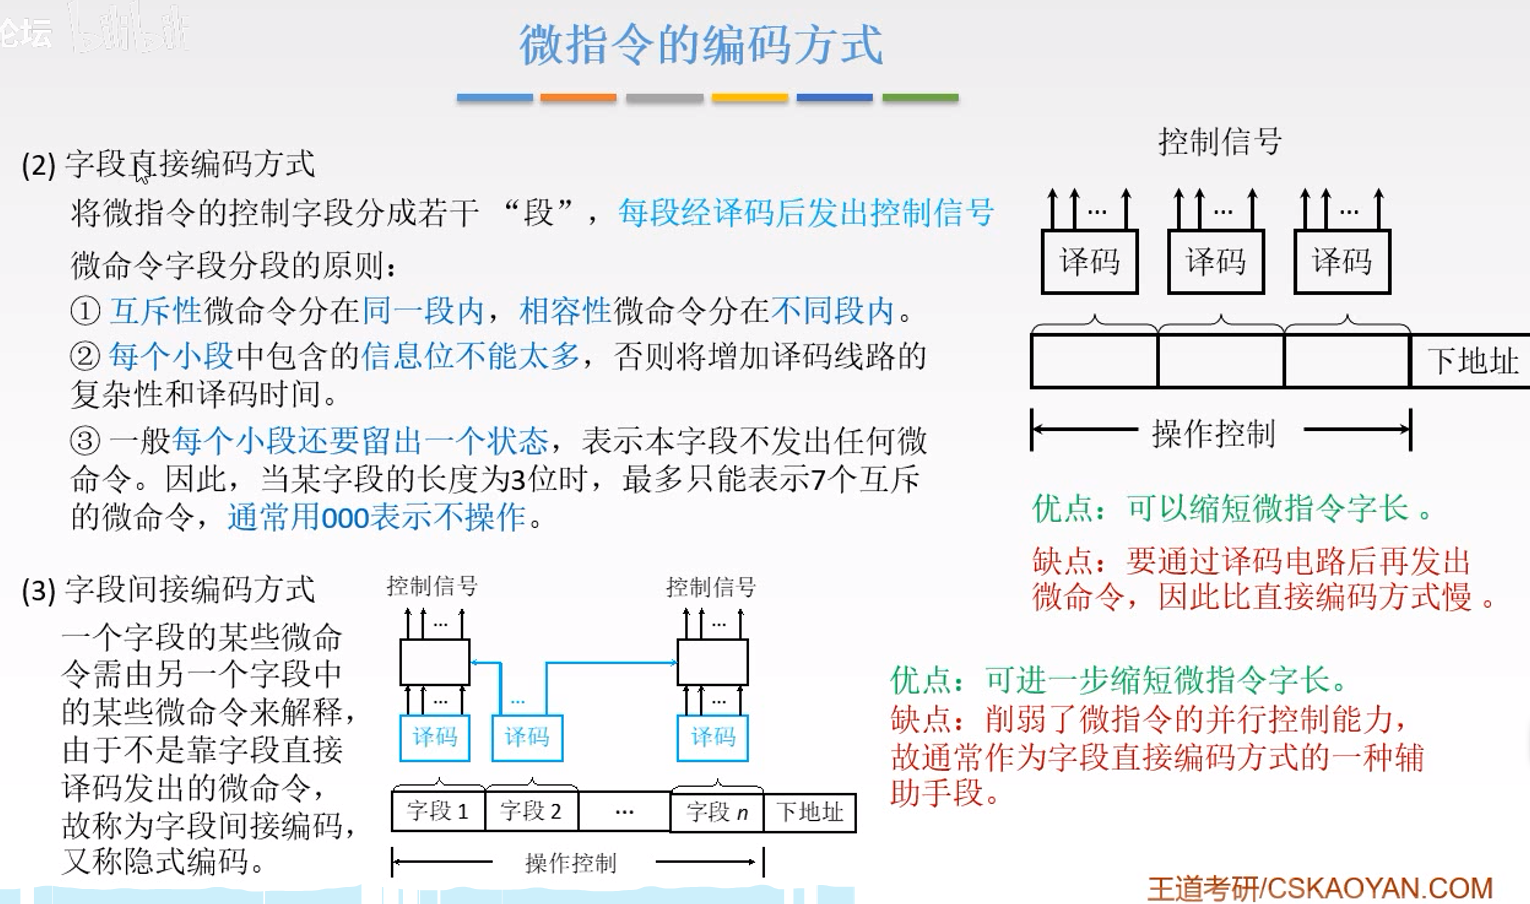 论坛 bilibili
微指令的编码方式
(2) 字段直接编码方式
将微指令的控制字段分成若干 “段”，每段经译码后发出控制信号
微命令字段分段的原则：
① 互斥性微命令分在同一段内，相容性微命令分在不同段内。
② 每个小段中包含的信息位不能太多，否则将增加译码线路的
复杂性和译码时间。
③ 一般每个小段还要留出一个状态，表示本字段不发出任何微
命令。因此，当某字段的长度为3位时，最多只能表示7个互斥
的微命令，通常用000表示不操作。
控制信号
... ... ...
译码 译码 译码
下地址
操作控制
优点：可以缩短微指令字长 。
缺点：要通过译码电路后再发出
微命令，因此比直接编码方式慢 。
(3) 字段间接编码方式
一个字段的某些微命
令需由另一个字段中
的某些微命令来解释，
由于不是靠字段直接
译码发出的微命令，
故称为字段间接编码，
又称隐式编码。
控制信号 控制信号
... ...
... ... ...
译码 译码 译码
字段 1 字段 2 ... 字段 n 下地址
操作控制
优点：可进一步缩短微指令字长。
缺点：削弱了微指令的并行控制能力，
故通常作为字段直接编码方式的一种辅
助手段。
王道考研/CSKAOYAN.COM